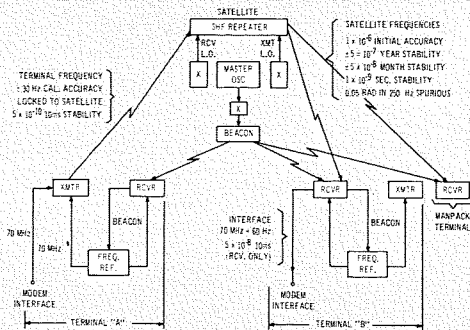 SATELLITE
SHF REPEATER
RCV
L.O.
XMT
L.O.
X
MASTER
OSC
X
X
BEACON
SATELLITE FREQUENCIES
1 x 10⁻⁶ INITIAL ACCURACY
±5 x 10⁻⁷ YEAR STABILITY
±5 x 10⁻⁸ MONTH STABILITY
1 x 10⁻⁹ SEC. STABILITY
0.05 RAD IN 250 Hz SPURIOUS
TERMINAL FREQUENCY
±30 Hz CAL. ACCURACY
LOCKED TO SATELLITE
5 x 10⁻¹⁰ 10ms STABILITY
XMTR
RCVR
BEACON
70 MHz
70 MHz
FREQ.
REF.
MODEM
INTERFACE
TERMINAL "A"
INTERFACE
70 MHz ± 60 Hz
5 x 10⁻⁸ 10ms
(RCV. ONLY)
RCVR
XMTR
BEACON
FREQ.
REF.
MODEM
INTERFACE
TERMINAL "B"
RCVR
MANPACK
TERMINAL